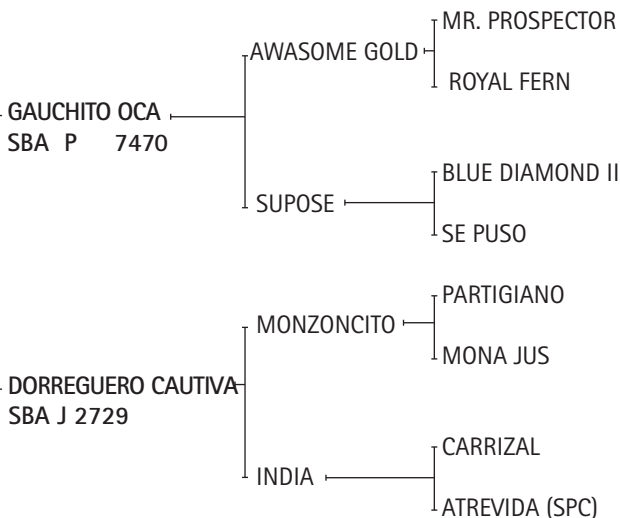 MR. PROSPECTOR
AWASOME GOLD
ROYAL FERN
GAUCHITO OCA
SBA P 7470
BLUE DIAMOND II
SUPOSE
SE PUSO
PARTIGIANO
MONZONCITO
MONA JUS
DORREGUERO CAUTIVA
SBA J 2729
CARRIZAL
INDIA
ATREVIDA (SPC)